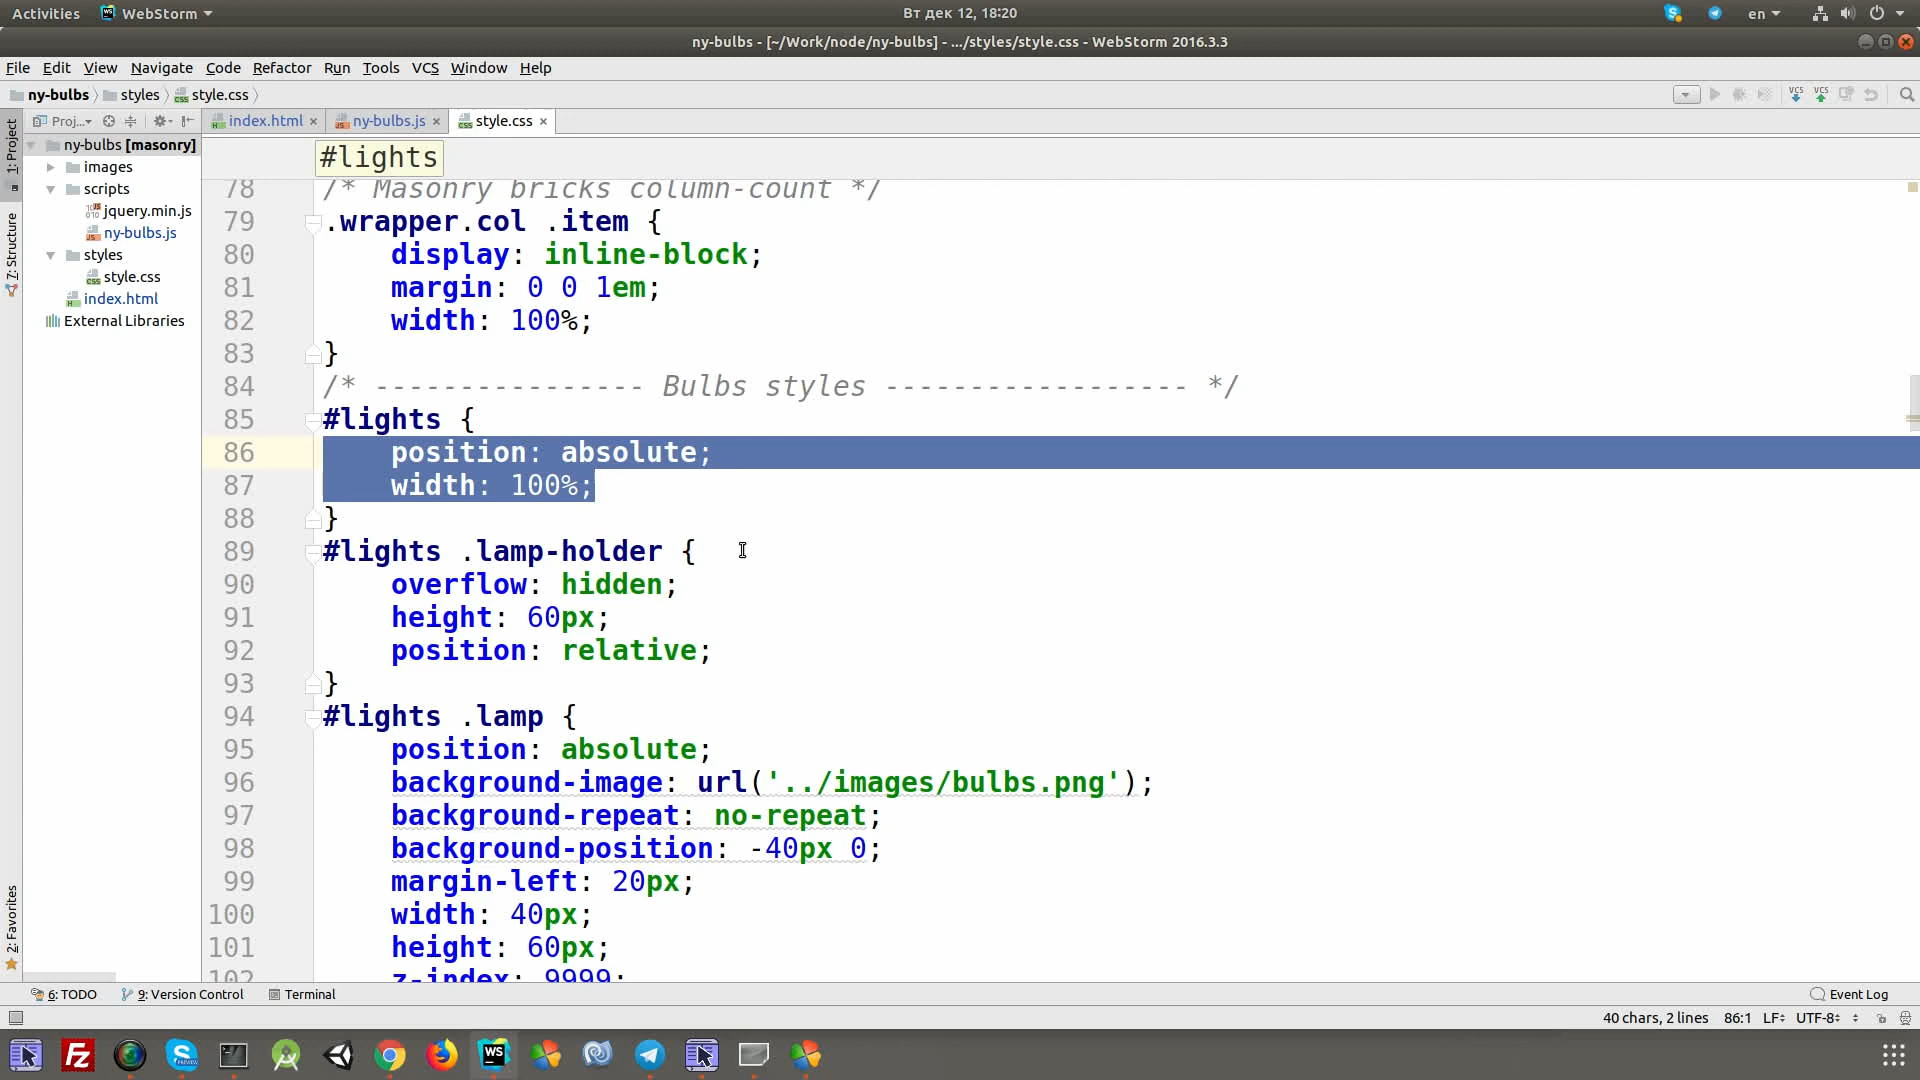 Activities
WebStorm
Вт дек 12, 18:20
en
ny-bulbs - [~/Work/node/ny-bulbs] - .../styles/style.css - WebStorm 2016.3.3
File Edit View Navigate Code Refactor Run Tools VCS Window Help
ny-bulbs styles style.css
VCS VCS
1: Project
7: Structure
2: Favorites
Proj...
ny-bulbs [masonry]
images
scripts
jquery.min.js
ny-bulbs.js
styles
style.css
index.html
External Libraries
index.html ny-bulbs.js style.css
#lights
78 /* Masonry bricks column-count */
79 .wrapper.col .item {
80 display: inline-block;
81 margin: 0 0 1em;
82 width: 100%;
83 }
84 /* ---------------- Bulbs styles ------------------ */
85 #lights {
86 position: absolute;
87 width: 100%;
88 }
89 #lights .lamp-holder {
90 overflow: hidden;
91 height: 60px;
92 position: relative;
93 }
94 #lights .lamp {
95 position: absolute;
96 background-image: url('../images/bulbs.png');
97 background-repeat: no-repeat;
98 background-position: -40px 0;
99 margin-left: 20px;
100 width: 40px;
101 height: 60px;
102 z-index: 9999;
6: TODO 9: Version Control Terminal Event Log
40 chars, 2 lines 86:1 LF UTF-8